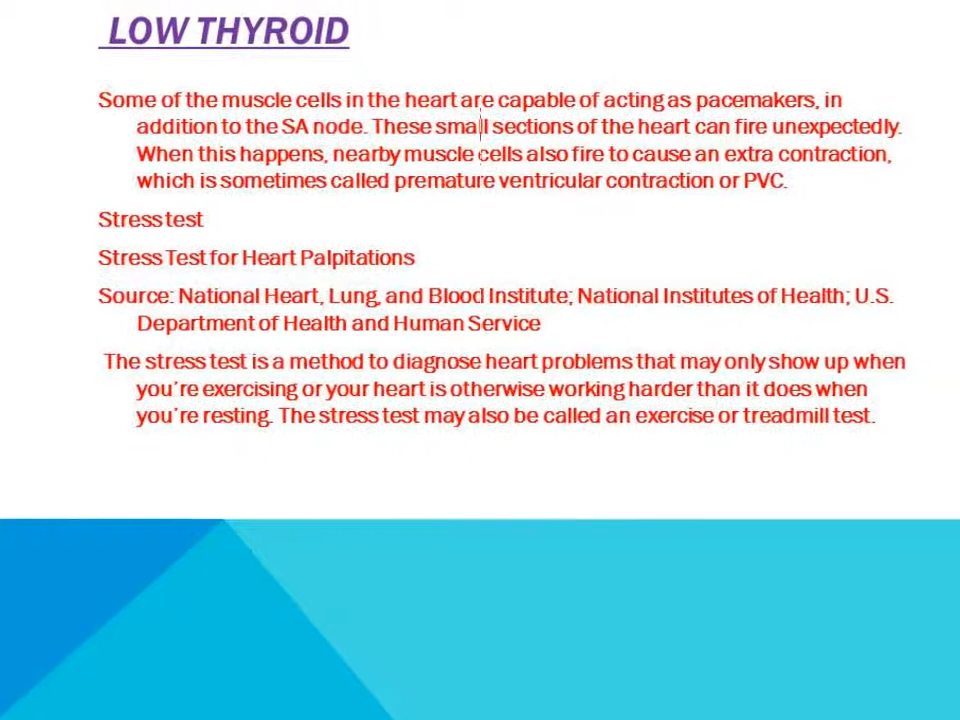 LOW THYROID
Some of the muscle cells in the heart are capable of acting as pacemakers, in
addition to the SA node. These small sections of the heart can fire unexpectedly.
When this happens, nearby muscle cells also fire to cause an extra contraction,
which is sometimes called premature ventricular contraction or PVC.
Stress test
Stress Test for Heart Palpitations
Source: National Heart, Lung, and Blood Institute; National Institutes of Health; U.S.
Department of Health and Human Service
The stress test is a method to diagnose heart problems that may only show up when
you’re exercising or your heart is otherwise working harder than it does when
you’re resting. The stress test may also be called an exercise or treadmill test.